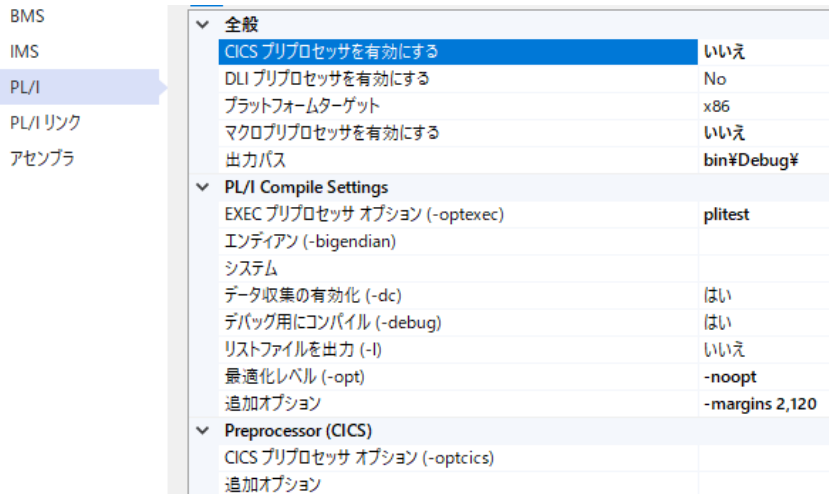 BMS
IMS
PL/I
PL/I リンク
アセンブラ
全般
CICS プリプロセッサを有効にする いいえ
DLI プリプロセッサを有効にする No
プラットフォームターゲット x86
マクロプリプロセッサを有効にする いいえ
出力パス bin¥Debug¥
PL/I Compile Settings
EXEC プリプロセッサ オプション (-optexec) plitest
エンディアン (-bigendian)
システム
データ収集の有効化 (-dc) はい
デバッグ用にコンパイル (-debug) はい
リストファイルを出力 (-l) いいえ
最適化レベル (-opt) -noopt
追加オプション -margins 2,120
Preprocessor (CICS)
CICS プリプロセッサ オプション (-optcics)
追加オプション